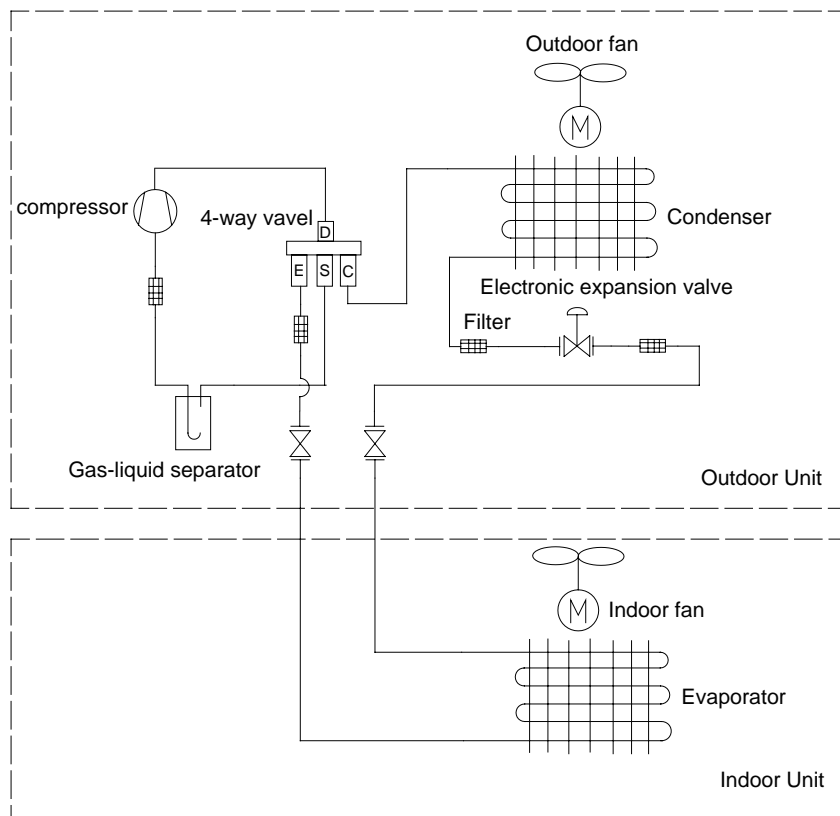 Outdoor fan
M
compressor
4-way vavel
D
E S C
Condenser
Electronic expansion valve
Filter
Gas-liquid separator
Outdoor Unit
M
Indoor fan
Evaporator
Indoor Unit